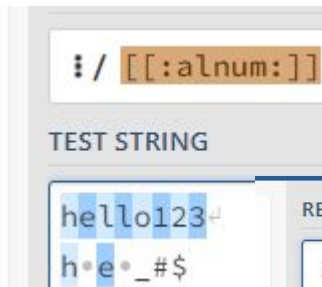 / [[:alnum:]]
TEST STRING
hello123
h e _#$
RE